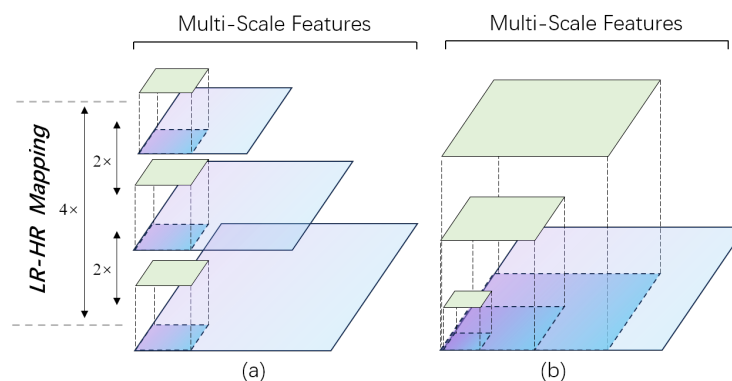 Multi-Scale Features
Multi-Scale Features
LR-HR Mapping
4×
2×
2×
(a)
(b)